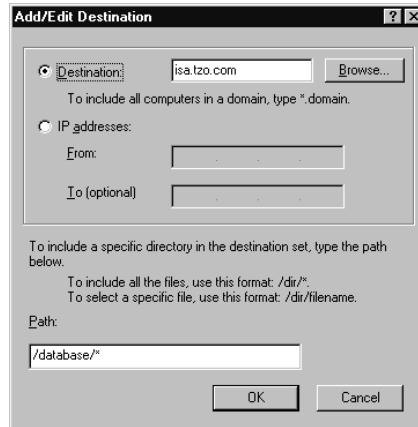 Add/Edit Destination
Destination: isa.tzo.com Browse...
To include all computers in a domain, type *.domain.
IP addresses:
From:
To (optional)
To include a specific directory in the destination set, type the path
below.
To include all the files, use this format: /dir/*.
To select a specific file, use this format: /dir/filename.
Path:
/database/*
OK Cancel